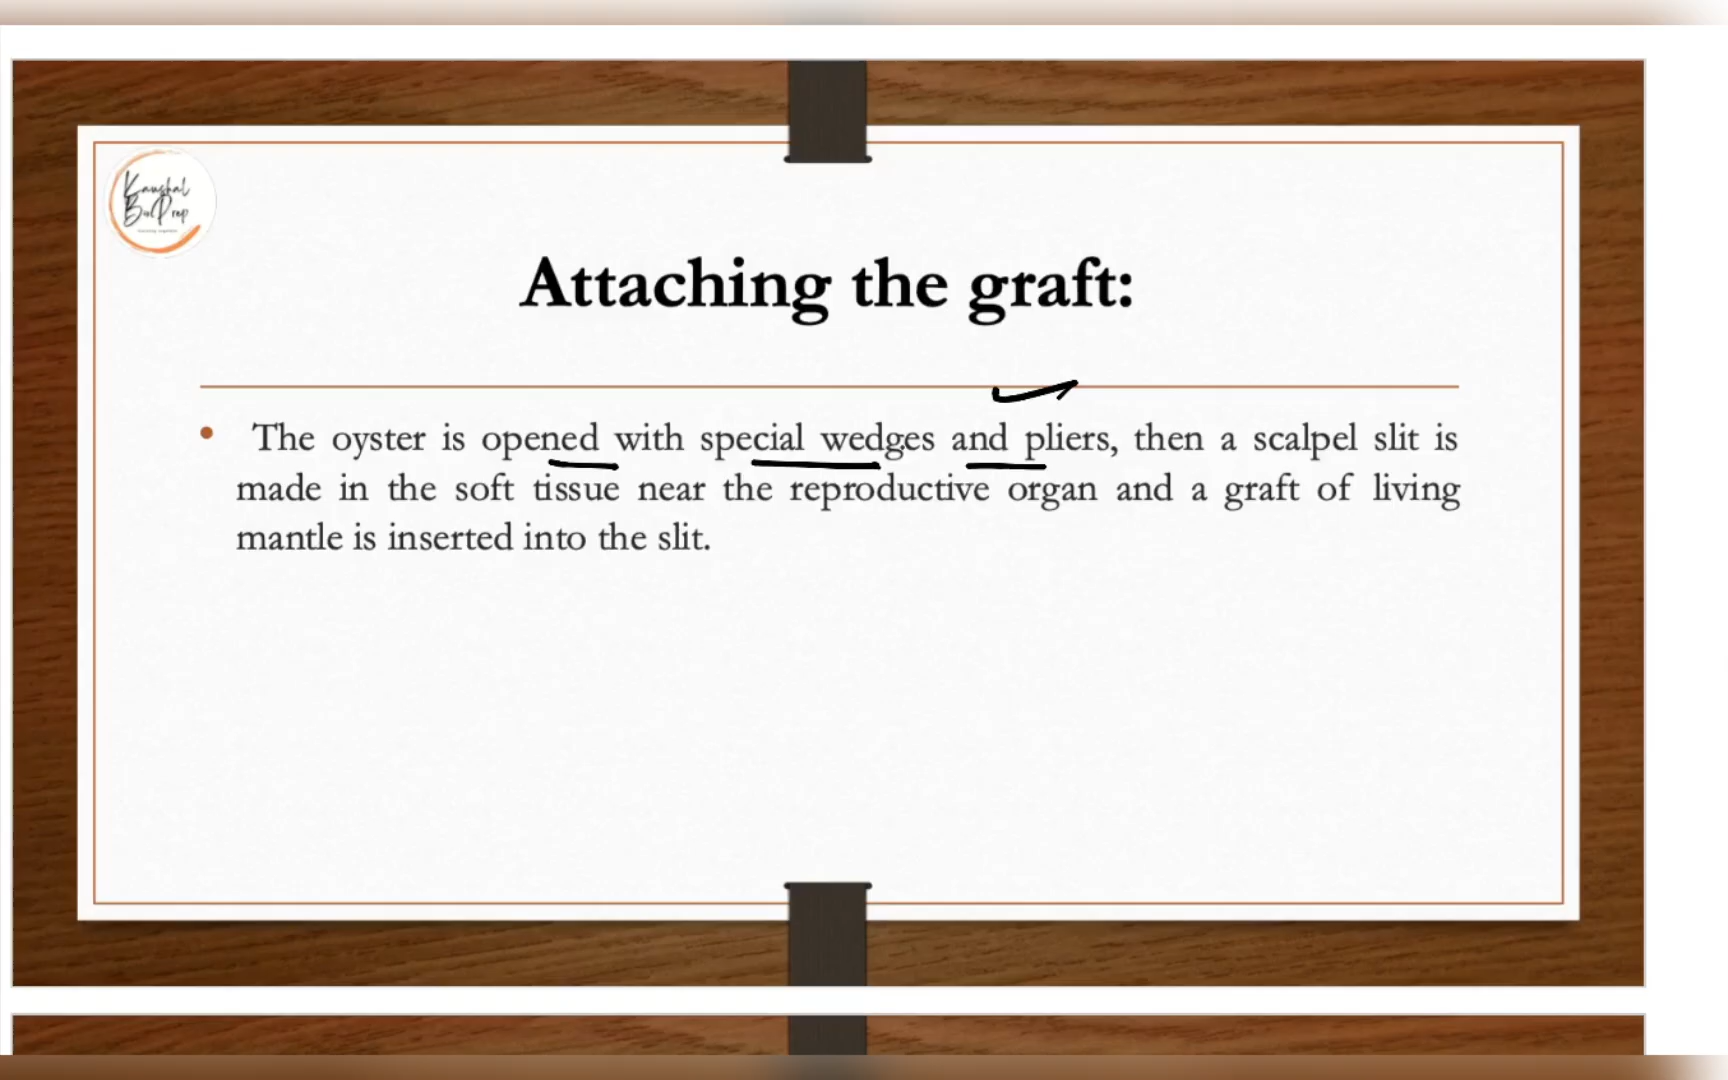 Kaushal
Attaching the graft:
• The oyster is opened with special wedges and pliers, then a scalpel slit is
made in the soft tissue near the reproductive organ and a graft of living
mantle is inserted into the slit.